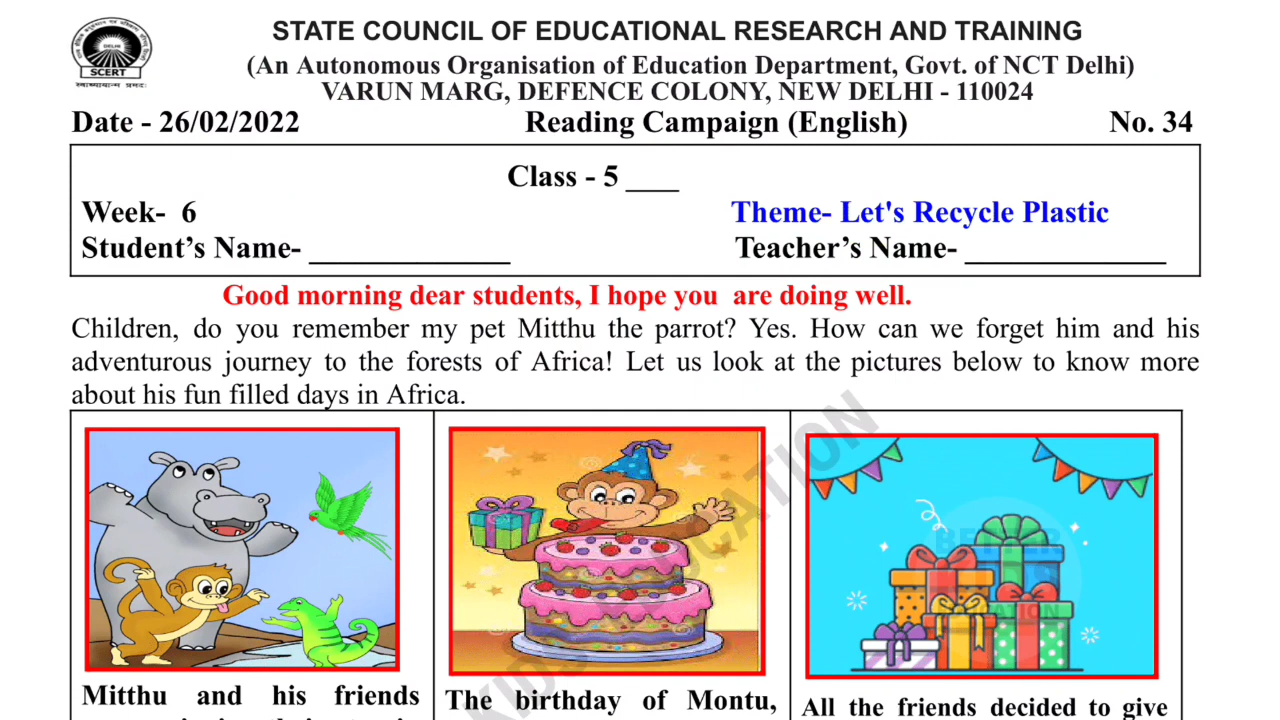 STATE COUNCIL OF EDUCATIONAL RESEARCH AND TRAINING
(An Autonomous Organisation of Education Department, Govt. of NCT Delhi)
VARUN MARG, DEFENCE COLONY, NEW DELHI - 110024
DELHI
SCERT
Date - 26/02/2022 Reading Campaign (English) No. 34
Class - 5 ____
Week- 6 Theme- Let's Recycle Plastic
Student’s Name- _____________ Teacher’s Name- _____________
Good morning dear students, I hope you are doing well.
Children, do you remember my pet Mitthu the parrot? Yes. How can we forget him and his
adventurous journey to the forests of Africa! Let us look at the pictures below to know more
about his fun filled days in Africa.
KIDS EDUCATION
Mitthu and his friends
The birthday of Montu,
All the friends decided to give